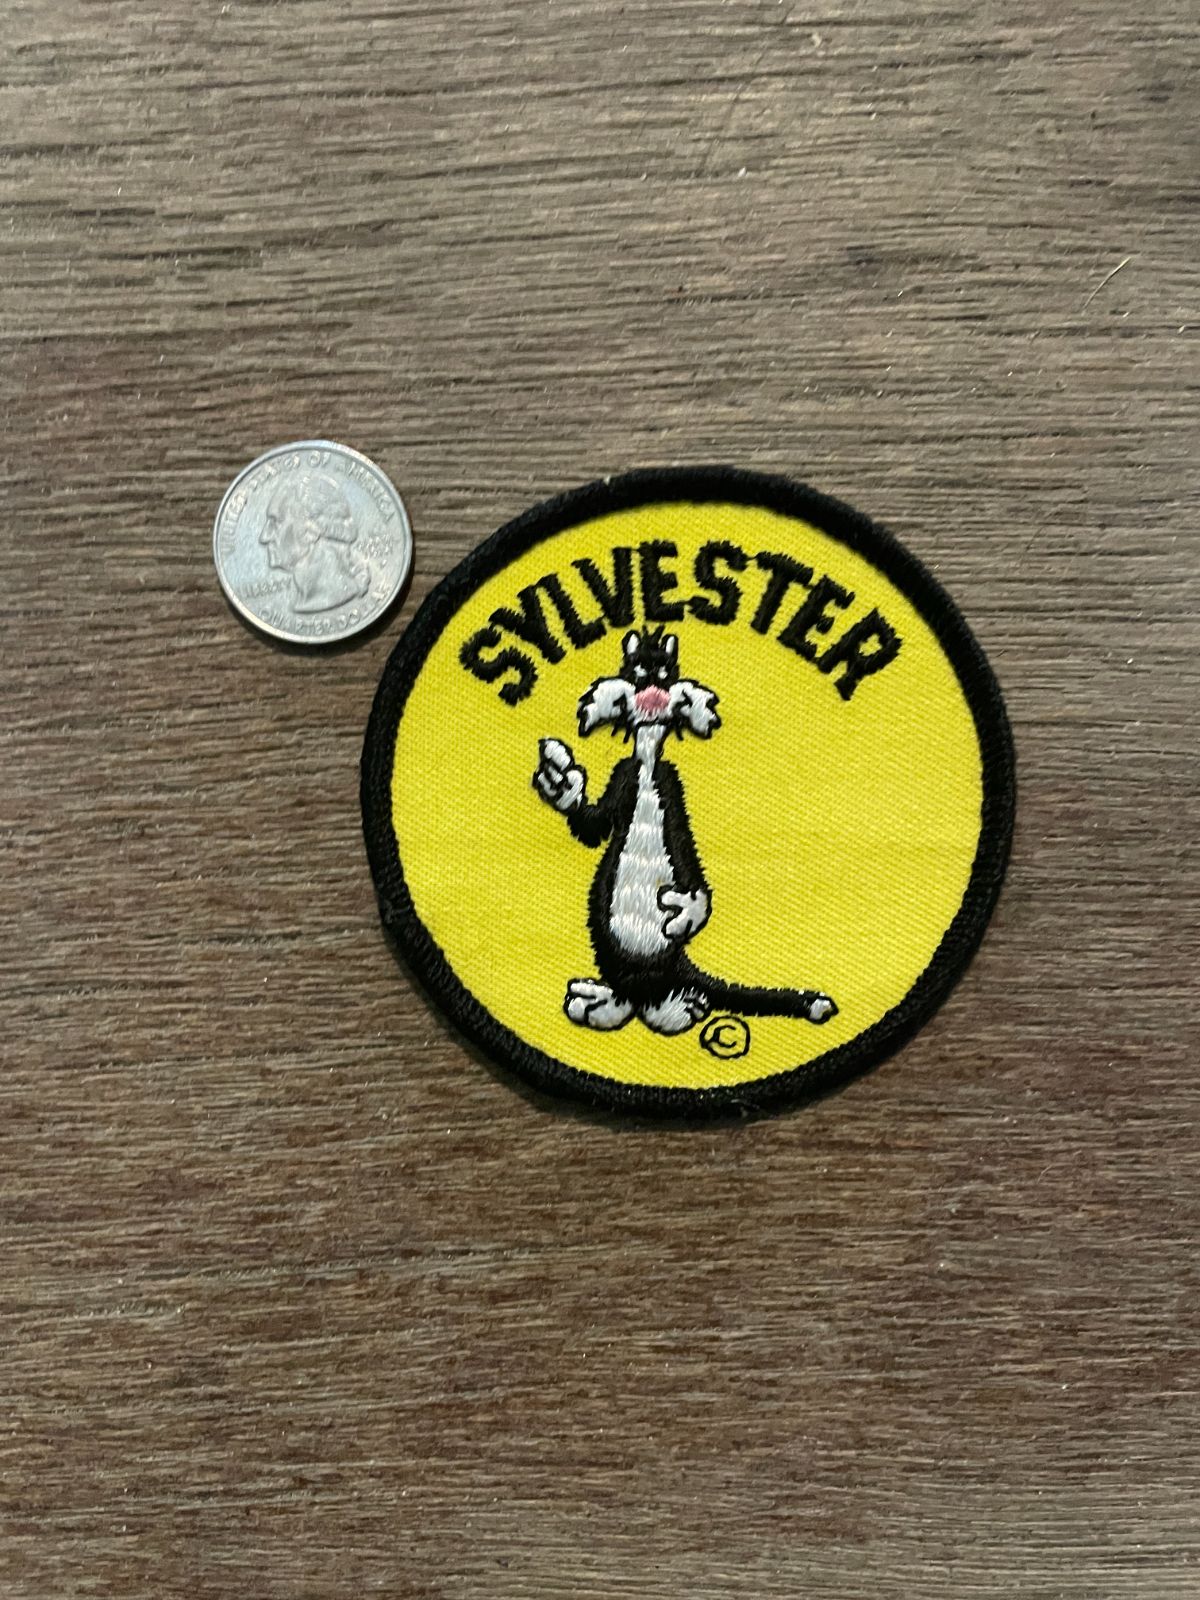 SYLVESTER
©
UNITED STATES OF AMERICA
LIBERTY
QUARTER DOLLAR